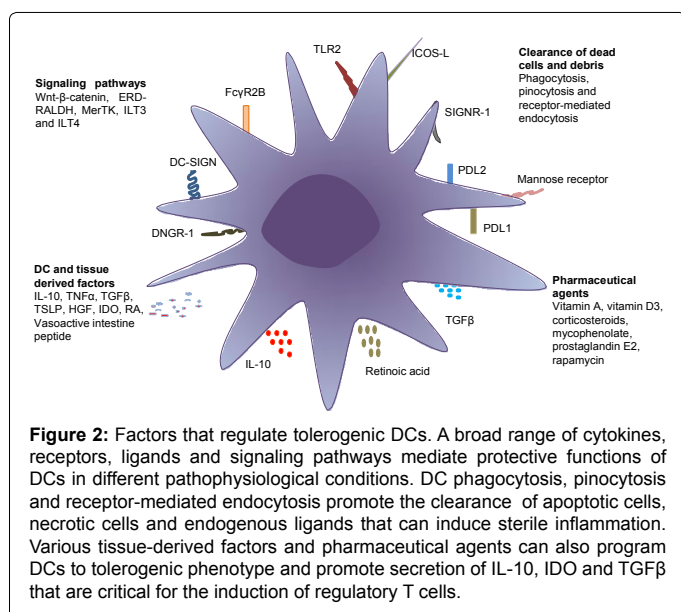 TLR2
ICOS-L
Clearance of dead
cells and debris
Phagocytosis,
pinocytosis and
receptor-mediated
endocytosis
Signaling pathways
Wnt-β-catenin, ERD-
RALDH, MerTK, ILT3
and ILT4
FcγR2B
SIGNR-1
DC-SIGN
PDL2
Mannose receptor
DNGR-1
PDL1
DC and tissue
derived factors
IL-10, TNFα, TGFβ,
TSLP, HGF, IDO, RA,
Vasoactive intestine
peptide
Pharmaceutical
agents
Vitamin A, vitamin D3,
corticosteroids,
mycophenolate,
prostaglandin E2,
rapamycin
TGFβ
IL-10
Retinoic acid
Figure 2: Factors that regulate tolerogenic DCs. A broad range of cytokines,
receptors, ligands and signaling pathways mediate protective functions of
DCs in different pathophysiological conditions. DC phagocytosis, pinocytosis
and receptor-mediated endocytosis promote the clearance of apoptotic cells,
necrotic cells and endogenous ligands that can induce sterile inflammation.
Various tissue-derived factors and pharmaceutical agents can also program
DCs to tolerogenic phenotype and promote secretion of IL-10, IDO and TGFβ
that are critical for the induction of regulatory T cells.